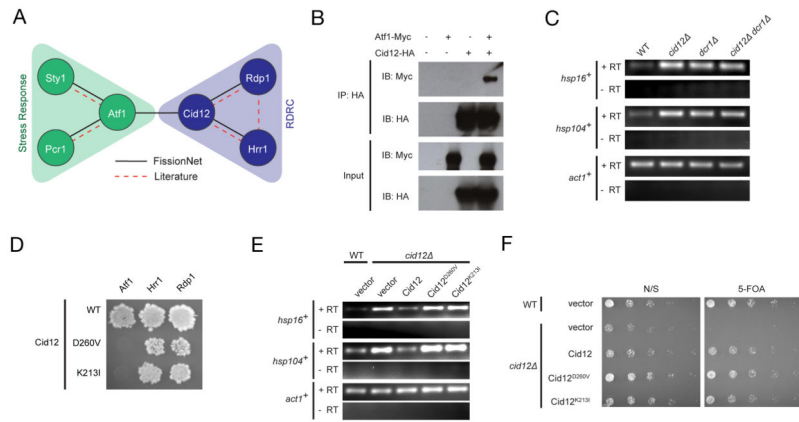 A
Stress Response
Sty1
Atf1
Pcr1
Cid12
Rdp1
Hrr1
RDRC
FissionNet
Literature
B
Atf1-Myc - + - +
Cid12-HA - - + +
IP: HA
IB: Myc
IB: HA
Input
IB: Myc
IB: HA
C
WT cid12Δ dcr1Δ cid12Δ dcr1Δ
hsp16+
+ RT
- RT
hsp104+
+ RT
- RT
act1+
+ RT
- RT
D
Atf1 Hrr1 Rdp1
Cid12
WT
D260V
K213I
E
WT cid12Δ
vector vector Cid12 Cid12D260V Cid12K213I
hsp16+
+ RT
- RT
hsp104+
+ RT
- RT
act1+
+ RT
- RT
F
N/S 5-FOA
WT vector
cid12Δ
vector
Cid12
Cid12D260V
Cid12K213I